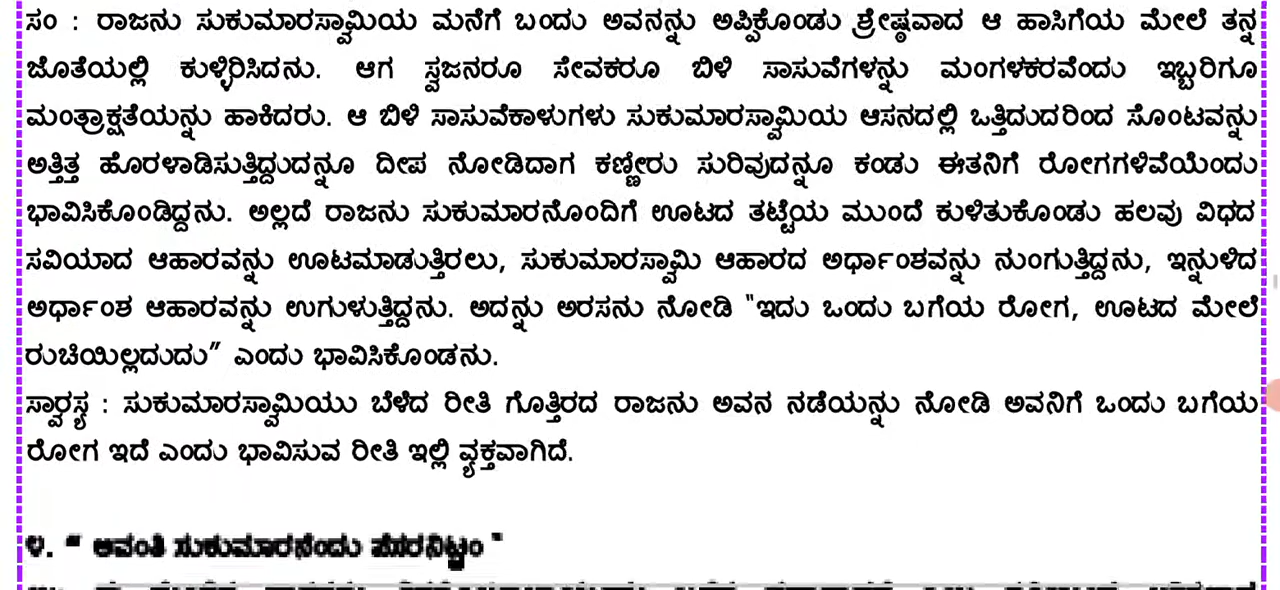 ಸಂ : ರಾಜನು ಸುಕುಮಾರಸ್ವಾಮಿಯ ಮನೆಗೆ ಬಂದು ಅವನನ್ನು ಅಪ್ಪಿಕೊಂಡು ಶ್ರೇಷ್ಠವಾದ ಆ ಹಾಸಿಗೆಯ ಮೇಲೆ ತನ್ನ
ಜೊತೆಯಲ್ಲಿ ಕುಳ್ಳಿರಿಸಿದನು. ಆಗ ಸ್ವಜನರೂ ಸೇವಕರೂ ಬಿಳಿ ಸಾಸುವೆಗಳನ್ನು ಮಂಗಳಕರವೆಂದು ಇಬ್ಬರಿಗೂ
ಮಂತ್ರಾಕ್ಷತೆಯನ್ನು ಹಾಕಿದರು. ಆ ಬಿಳಿ ಸಾಸುವೆಕಾಳುಗಳು ಸುಕುಮಾರಸ್ವಾಮಿಯ ಆಸನದಲ್ಲಿ ಒತ್ತಿದುದರಿಂದ ಸೊಂಟವನ್ನು
ಅತ್ತಿತ್ತ ಹೊರಳಾಡಿಸುತ್ತಿದ್ದುದನ್ನೂ ದೀಪ ನೋಡಿದಾಗ ಕಣ್ಣೀರು ಸುರಿವುದನ್ನೂ ಕಂಡು ಈತನಿಗೆ ರೋಗಗಳಿವೆಯೆಂದು
ಭಾವಿಸಿಕೊಂಡಿದ್ದನು. ಅಲ್ಲದೆ ರಾಜನು ಸುಕುಮಾರನೊಂದಿಗೆ ಊಟದ ತಟ್ಟೆಯ ಮುಂದೆ ಕುಳಿತುಕೊಂಡು ಹಲವು ವಿಧದ
ಸವಿಯಾದ ಆಹಾರವನ್ನು ಊಟಮಾಡುತ್ತಿರಲು, ಸುಕುಮಾರಸ್ವಾಮಿ ಆಹಾರದ ಅರ್ಧಾಂಶವನ್ನು ನುಂಗುತ್ತಿದ್ದನು, ಇನ್ನುಳಿದ
ಅರ್ಧಾಂಶ ಆಹಾರವನ್ನು ಉಗುಳುತ್ತಿದ್ದನು. ಅದನ್ನು ಅರಸನು ನೋಡಿ "ಇದು ಒಂದು ಬಗೆಯ ರೋಗ, ಊಟದ ಮೇಲೆ
ರುಚಿಯಿಲ್ಲದುದು” ಎಂದು ಭಾವಿಸಿಕೊಂಡನು.
ಸ್ವಾರಸ್ಯ : ಸುಕುಮಾರಸ್ವಾಮಿಯು ಬೆಳೆದ ರೀತಿ ಗೊತ್ತಿರದ ರಾಜನು ಅವನ ನಡೆಯನ್ನು ನೋಡಿ ಅವನಿಗೆ ಒಂದು ಬಗೆಯ
ರೋಗ ಇದೆ ಎಂದು ಭಾವಿಸುವ ರೀತಿ ಇಲ್ಲಿ ವ್ಯಕ್ತವಾಗಿದೆ.
೪. “ ಅವಂತಿ ಸುಕುಮಾರನೆಂದು ಪೆಸರನಿಟ್ಟಂ "